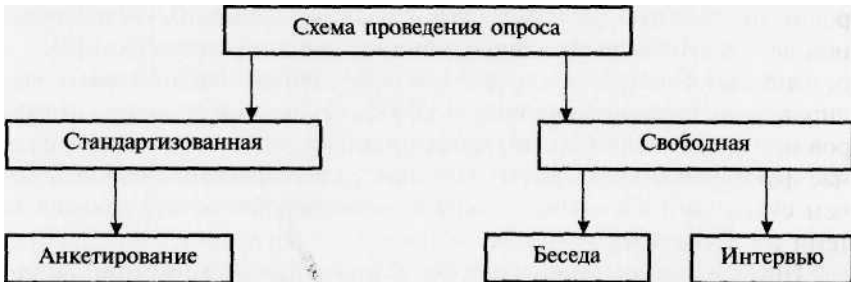 Схема проведения опроса
Стандартизованная
Свободная
Анкетирование
Беседа
Интервью